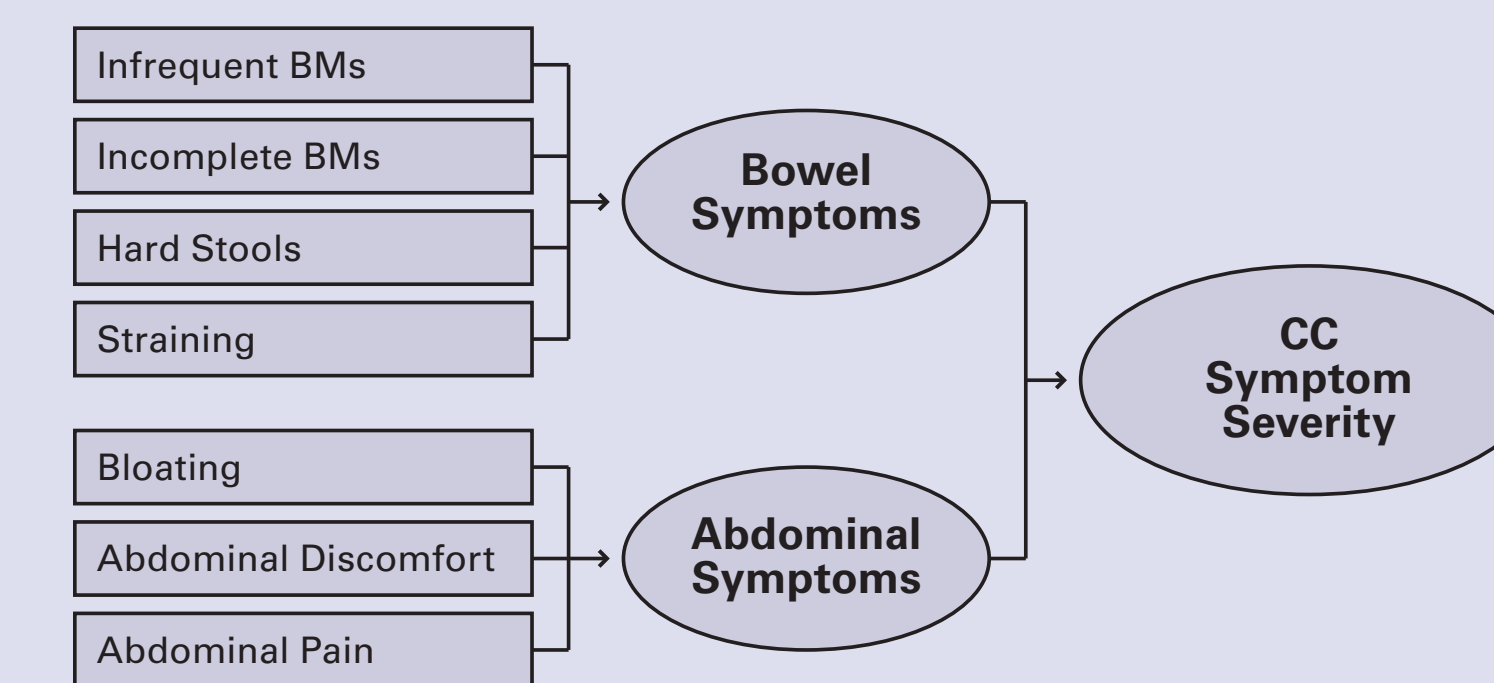 Infrequent BMs
Incomplete BMs
Hard Stools
Straining
Bowel
Symptoms
Bloating
Abdominal Discomfort
Abdominal Pain
Abdominal
Symptoms
CC
Symptom
Severity